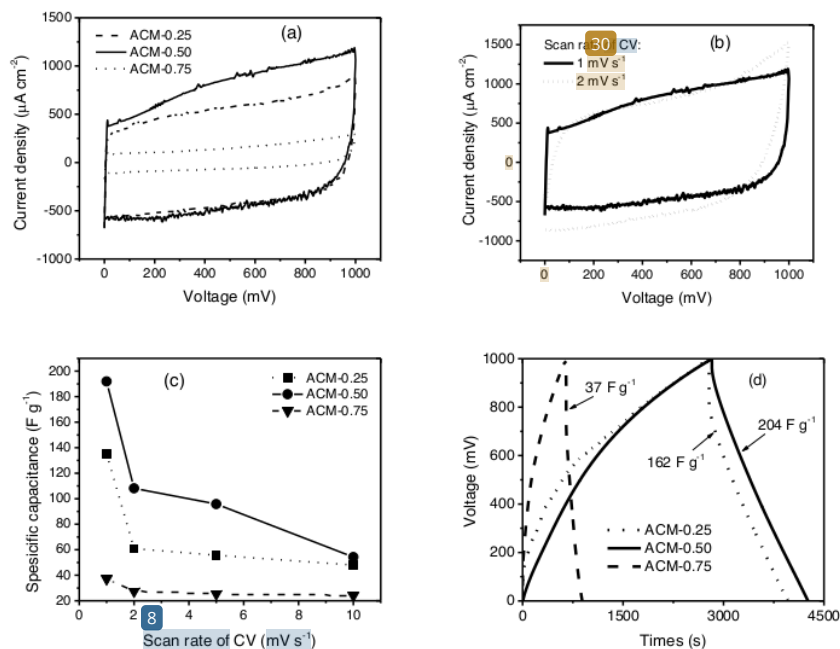 (a)
ACM-0.25
ACM-0.50
ACM-0.75
1500
1000
500
0
-500
-1000
0 200 400 600 800 1000
Voltage (mV)
Current density (µA cm⁻²)
(b)
30
Scan rate of CV:
1 mV s⁻¹
2 mV s⁻¹
1500
1000
500
0
-500
-1000
0 200 400 600 800 1000
Voltage (mV)
Current density (µA cm⁻²)
(c)
ACM-0.25
ACM-0.50
ACM-0.75
200
180
160
140
120
100
80
60
40
20
0 2 4 6 8 10
8
Scan rate of CV (mV s⁻¹)
Spesicific capacitance (F g⁻¹)
(d)
37 F g⁻¹
204 F g⁻¹
162 F g⁻¹
ACM-0.25
ACM-0.50
ACM-0.75
1000
800
600
400
200
0
0 1500 3000 4500
Times (s)
Voltage (mV)